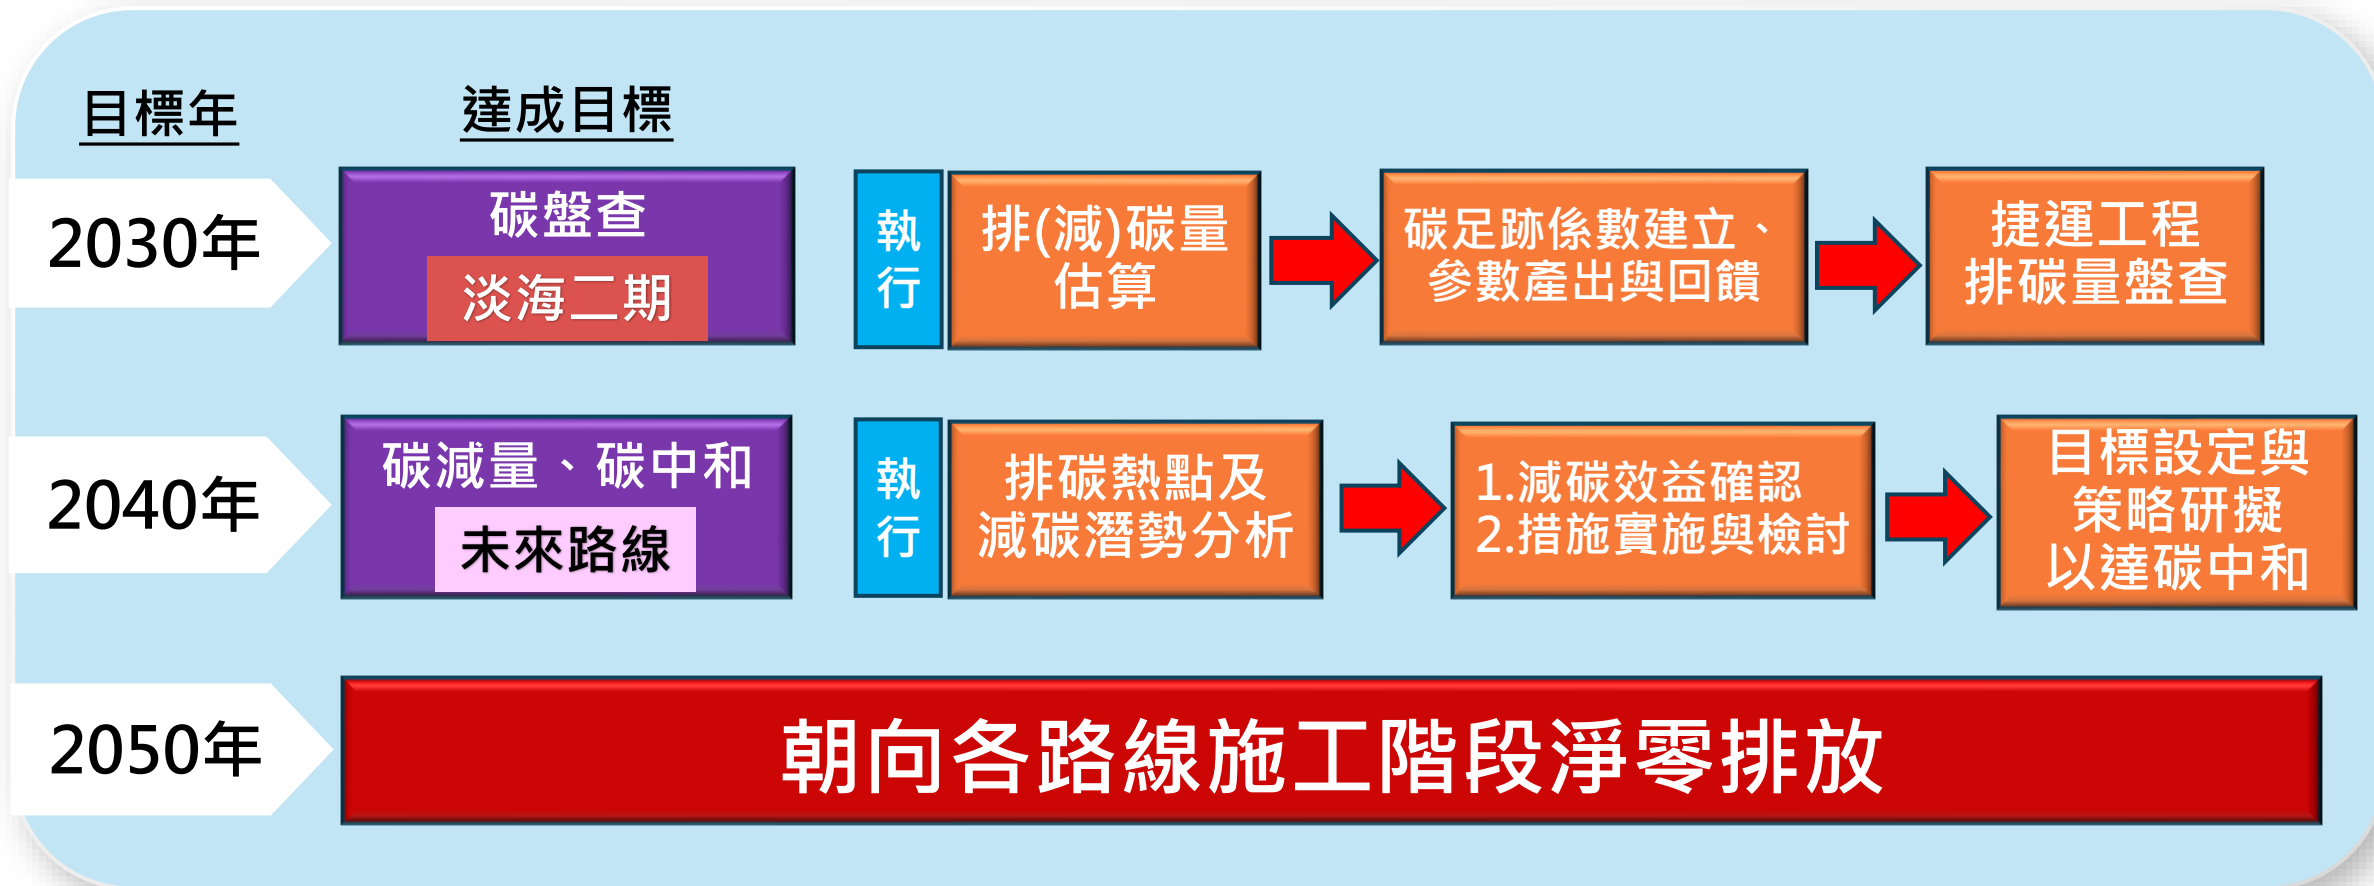 目標年
達成目標
2030年
碳盤查
淡海二期
執
行
排(減)碳量
估算
碳足跡係數建立、
參數產出與回饋
捷運工程
排碳量盤查
2040年
碳減量、碳中和
未來路線
執
行
排碳熱點及
減碳潛勢分析
1.減碳效益確認
2.措施實施與檢討
目標設定與
策略研擬
以達碳中和
2050年
朝向各路線施工階段淨零排放